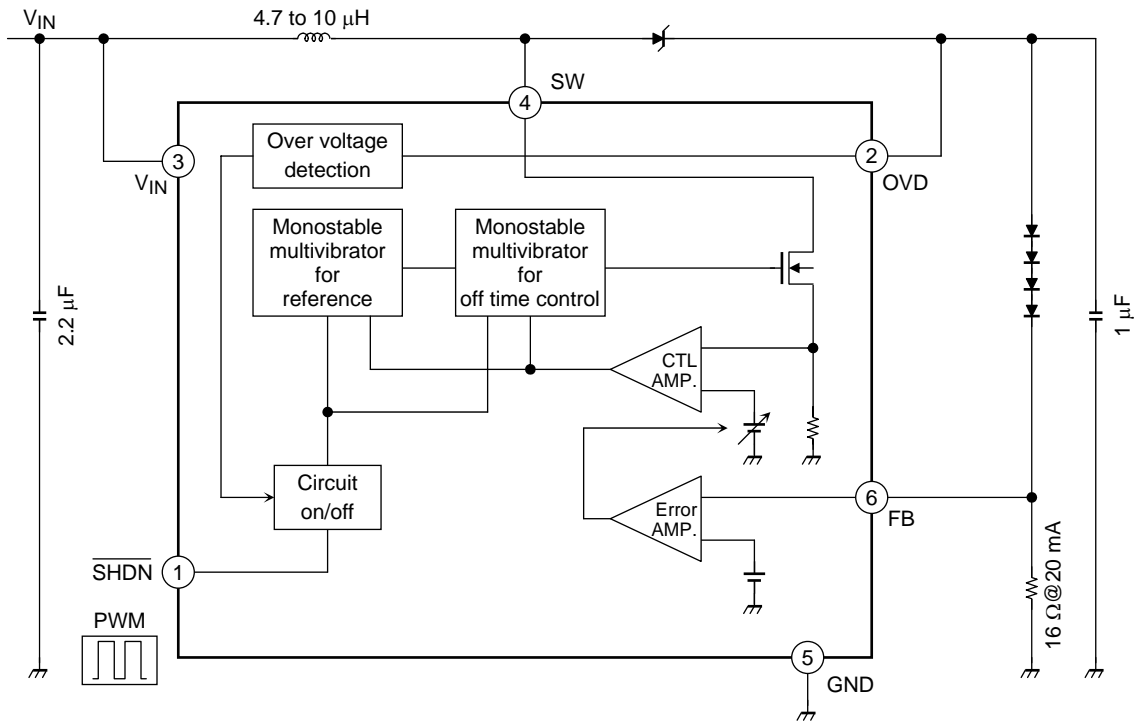 VIN
4.7 to 10 μH
SW
4
Over voltage
detection
3
VIN
2
OVD
Monostable
multivibrator
for
reference
Monostable
multivibrator
for
off time control
2.2 μF
1 μF
CTL
AMP.
Circuit
on/off
Error
AMP.
6
FB
SHDN
1
16 Ω@20 mA
PWM
5
GND